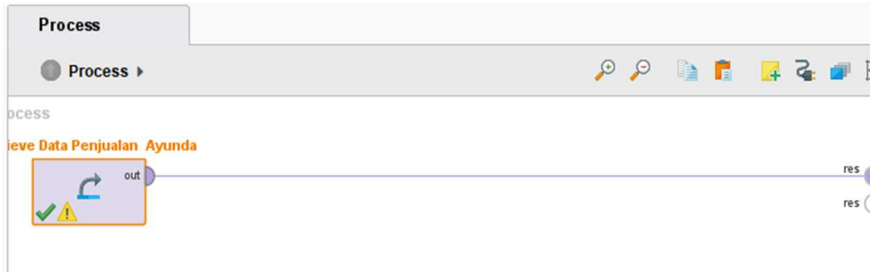 Process
Process
ocess
ieve Data Penjualan Ayunda
out
res
res